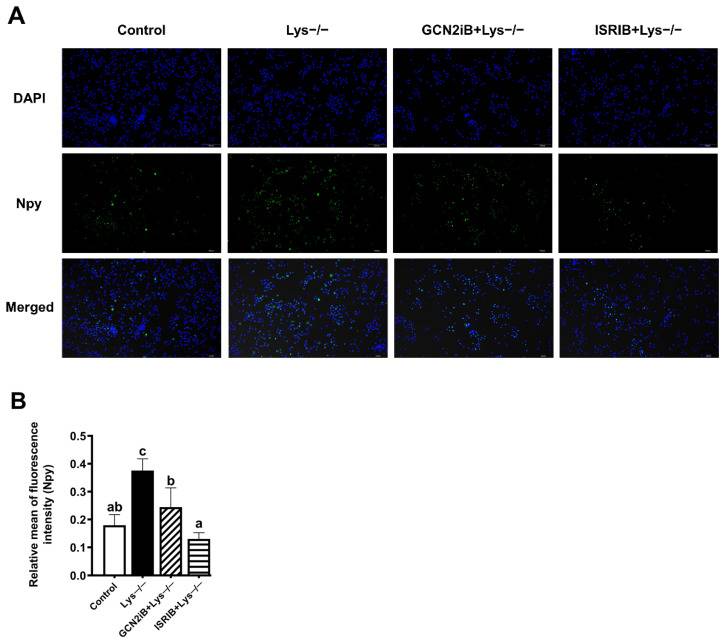 A
Control
Lys−/−
GCN2iB+Lys−/−
ISRIB+Lys−/−
DAPI
Npy
Merged
B
Relative mean of fluorescence
intensity (Npy)
0.5
0.4
0.3
0.2
0.1
0.0
ab
c
b
a
Control
Lys−/−
GCN2iB+Lys−/−
ISRIB+Lys−/−